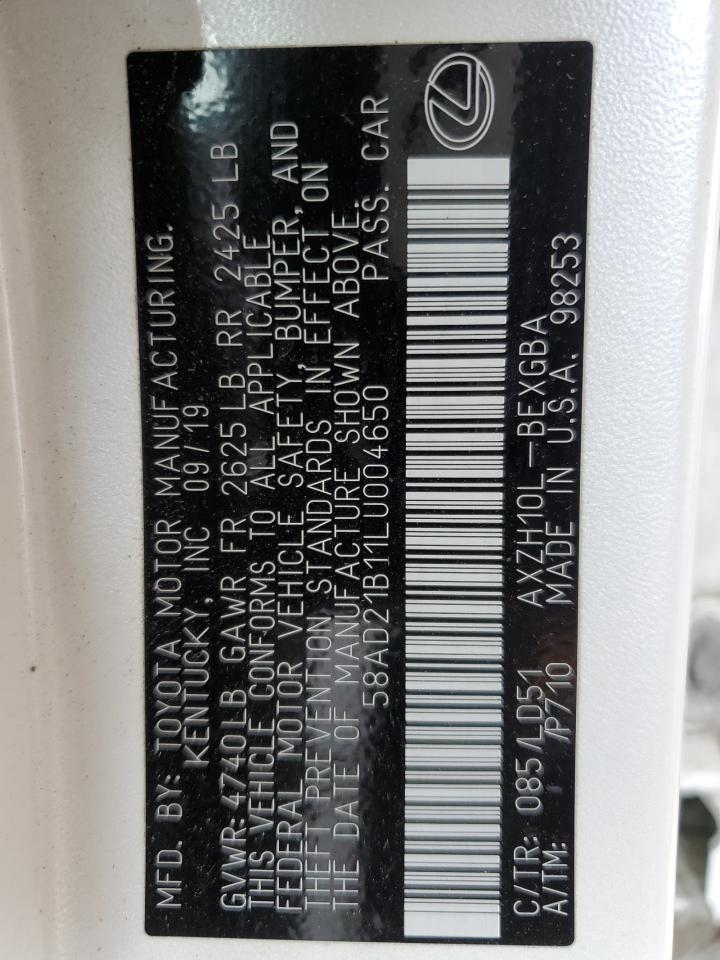 MFD. BY: TOYOTA MOTOR MANUFACTURING.
KENTUCKY, INC 09/19
GVWR: 4740LB GAWR FR 2625LB RR 2425 LB
THIS VEHICLE CONFORMS TO ALL APPLICABLE
FEDERAL MOTOR VEHICLE SAFETY, BUMPER, AND
THEFT PREVENTION STANDARDS IN EFFECT ON
THE DATE OF MANUFACTURE SHOWN ABOVE.
58AD21B11LU004650 PASS. CAR
C/TR: 085/LD51 AXZH10L-BEXGBA
A/TM: /P710 MADE IN U.S.A. 98253